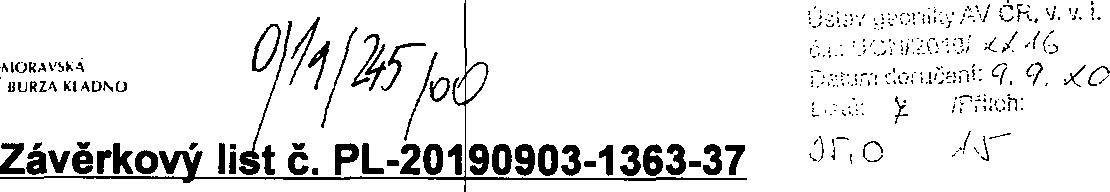 MORAVSKÁ
BURZA KLADNO
0/19/245/00
Ústav geoniky AV ČR, v. v. i.
Datum doručení: 9. 9.
Závěrkový list č. PL-20190903-1363-37